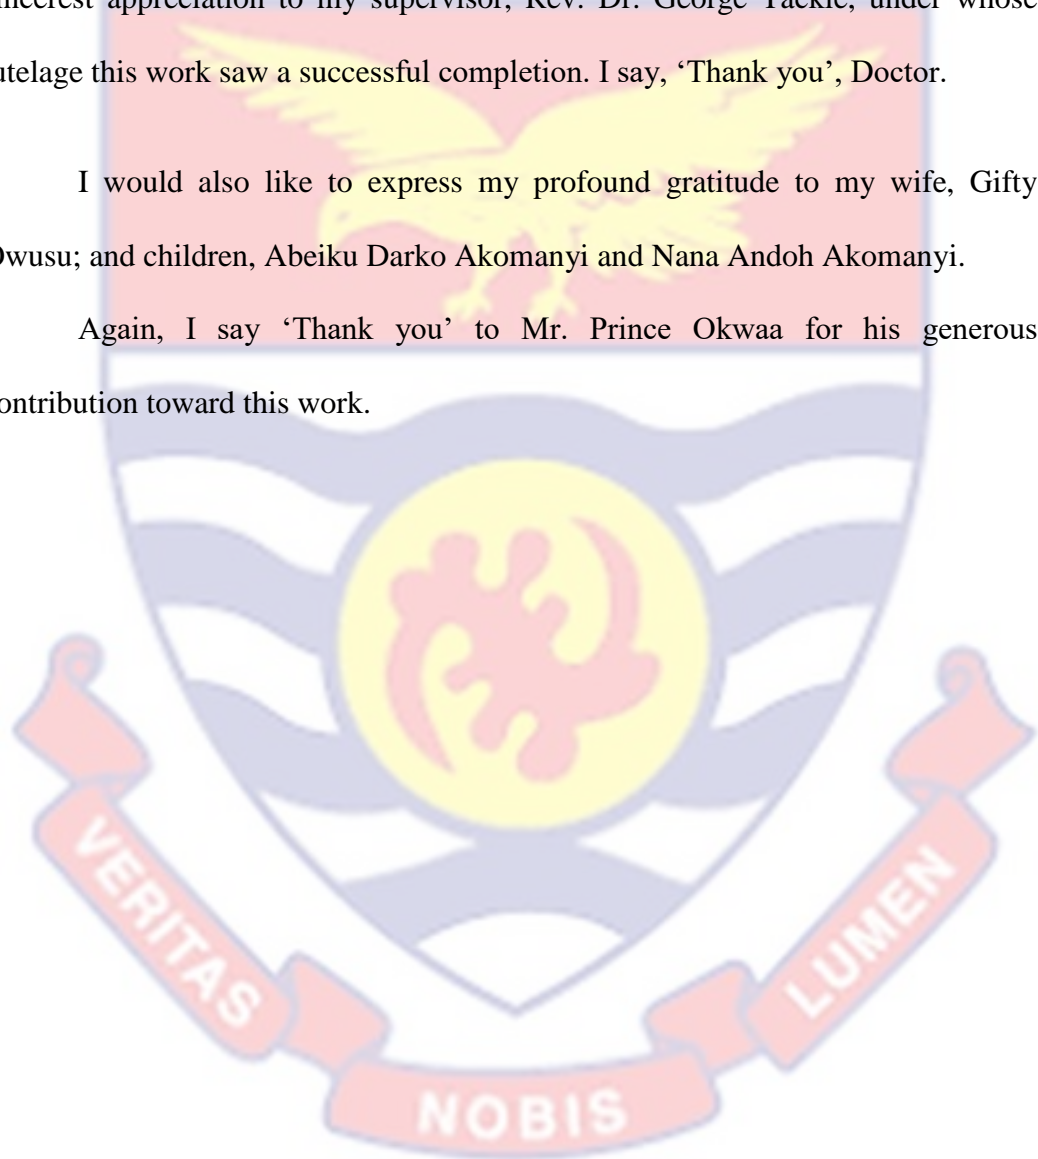 incerest appreciation to my supervisor, Rev. Dr. George Tackie, under whose
utelage this work saw a successful completion. I say, ‘Thank you’, Doctor.
I would also like to express my profound gratitude to my wife, Gifty
Owusu; and children, Abeiku Darko Akomanyi and Nana Andoh Akomanyi.
Again, I say ‘Thank you’ to Mr. Prince Okwaa for his generous
ontribution toward this work.
VERITAS
NOBIS
LUMEN